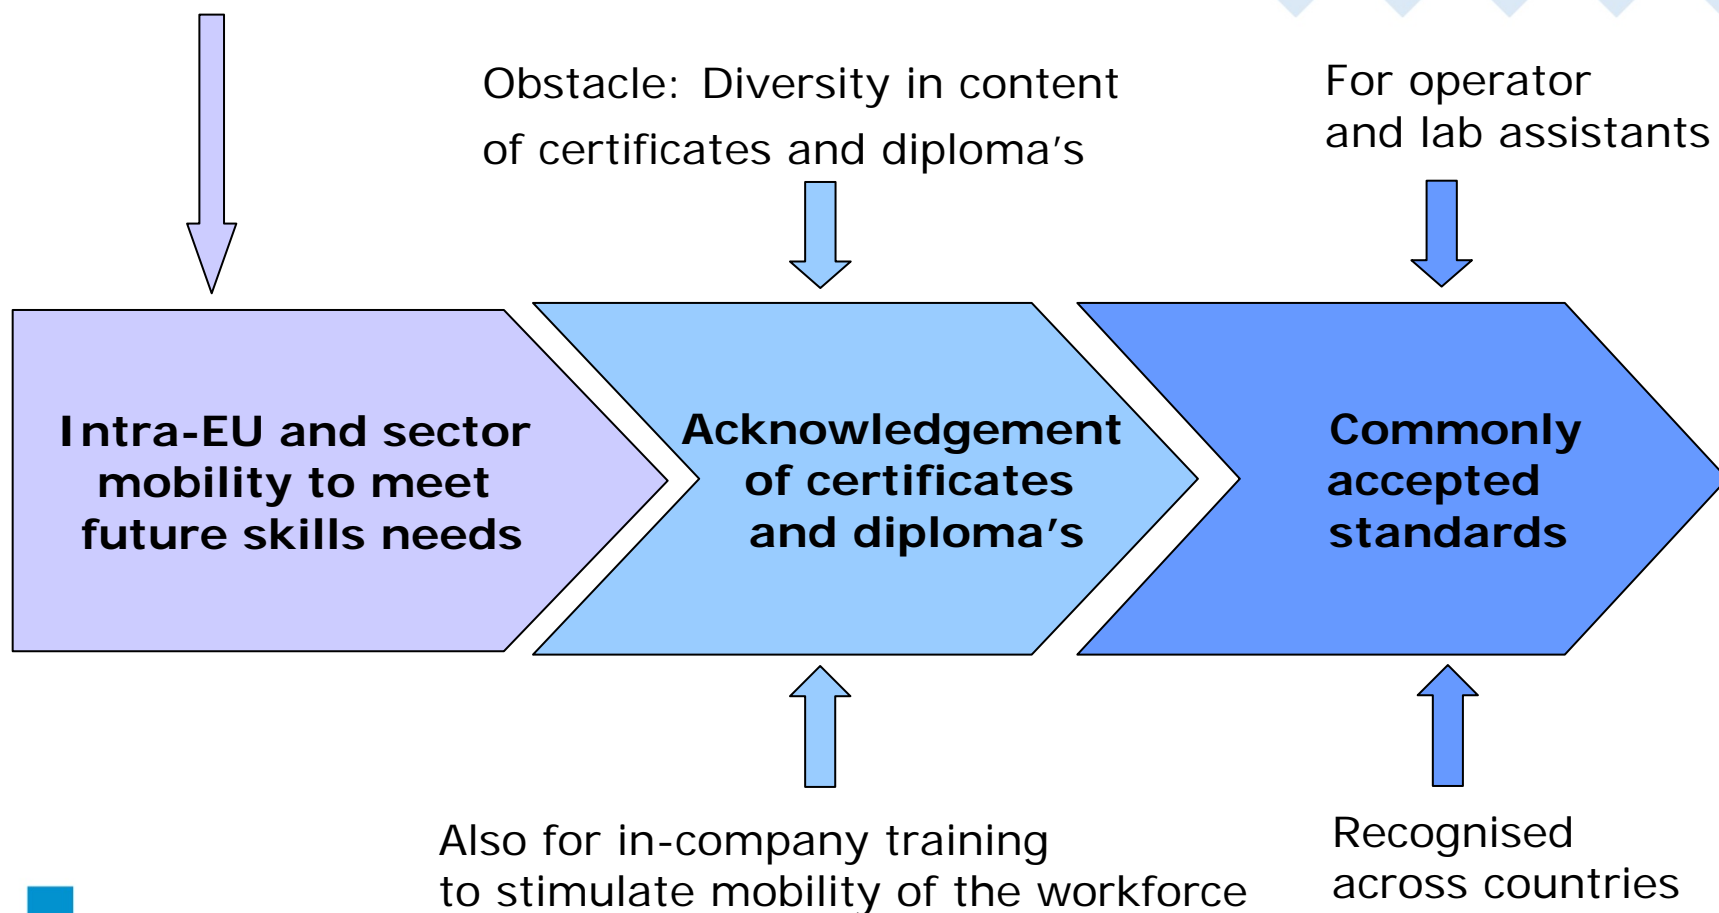 Obstacle: Diversity in content
of certificates and diploma's
For operator
and lab assistants
Intra-EU and sector
mobility to meet
future skills needs
Acknowledgement
of certificates
and diploma's
Commonly
accepted
standards
Also for in-company training
to stimulate mobility of the workforce
Recognised
across countries